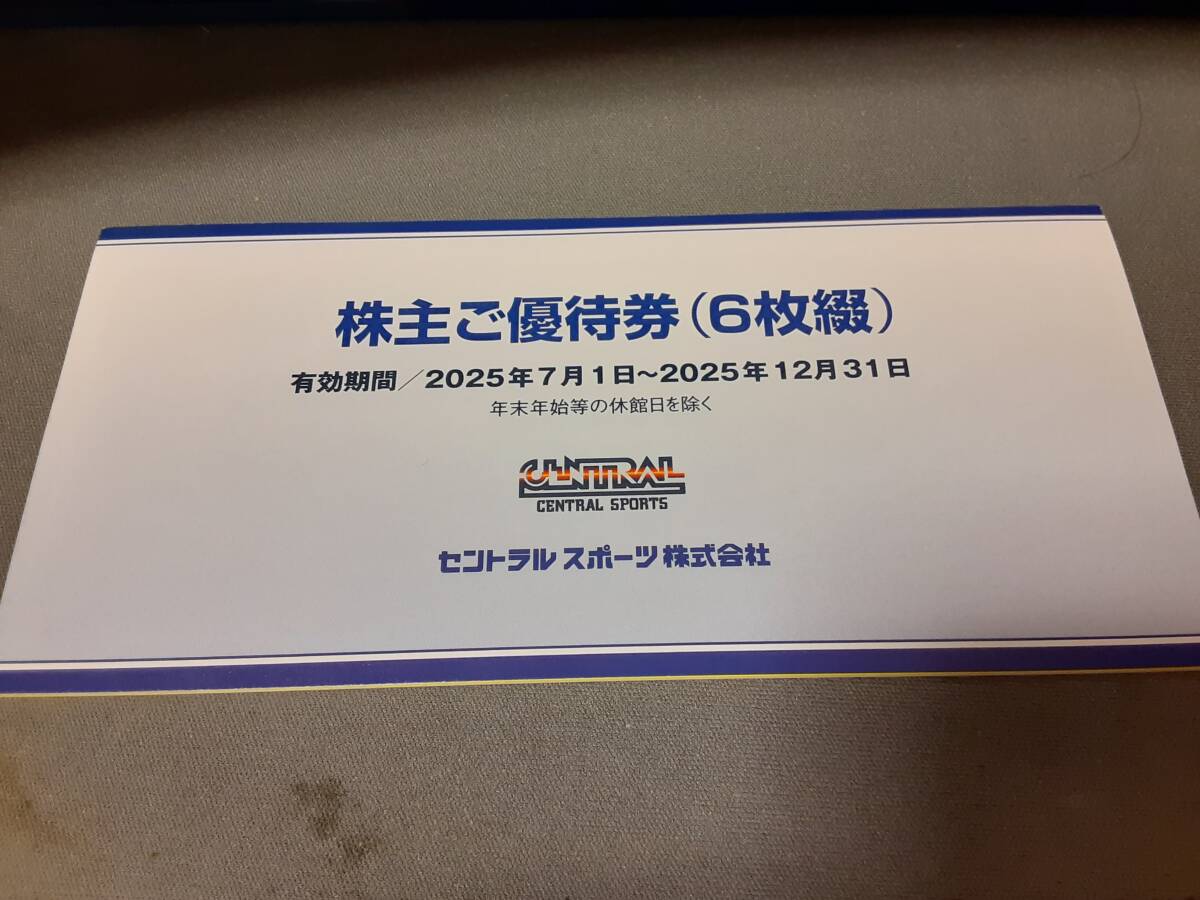 株主ご優待券(6枚綴)
有効期間／2025年7月1日〜2025年12月31日
年末年始等の休館日を除く
CENTRAL
CENTRAL SPORTS
セントラルスポーツ株式会社